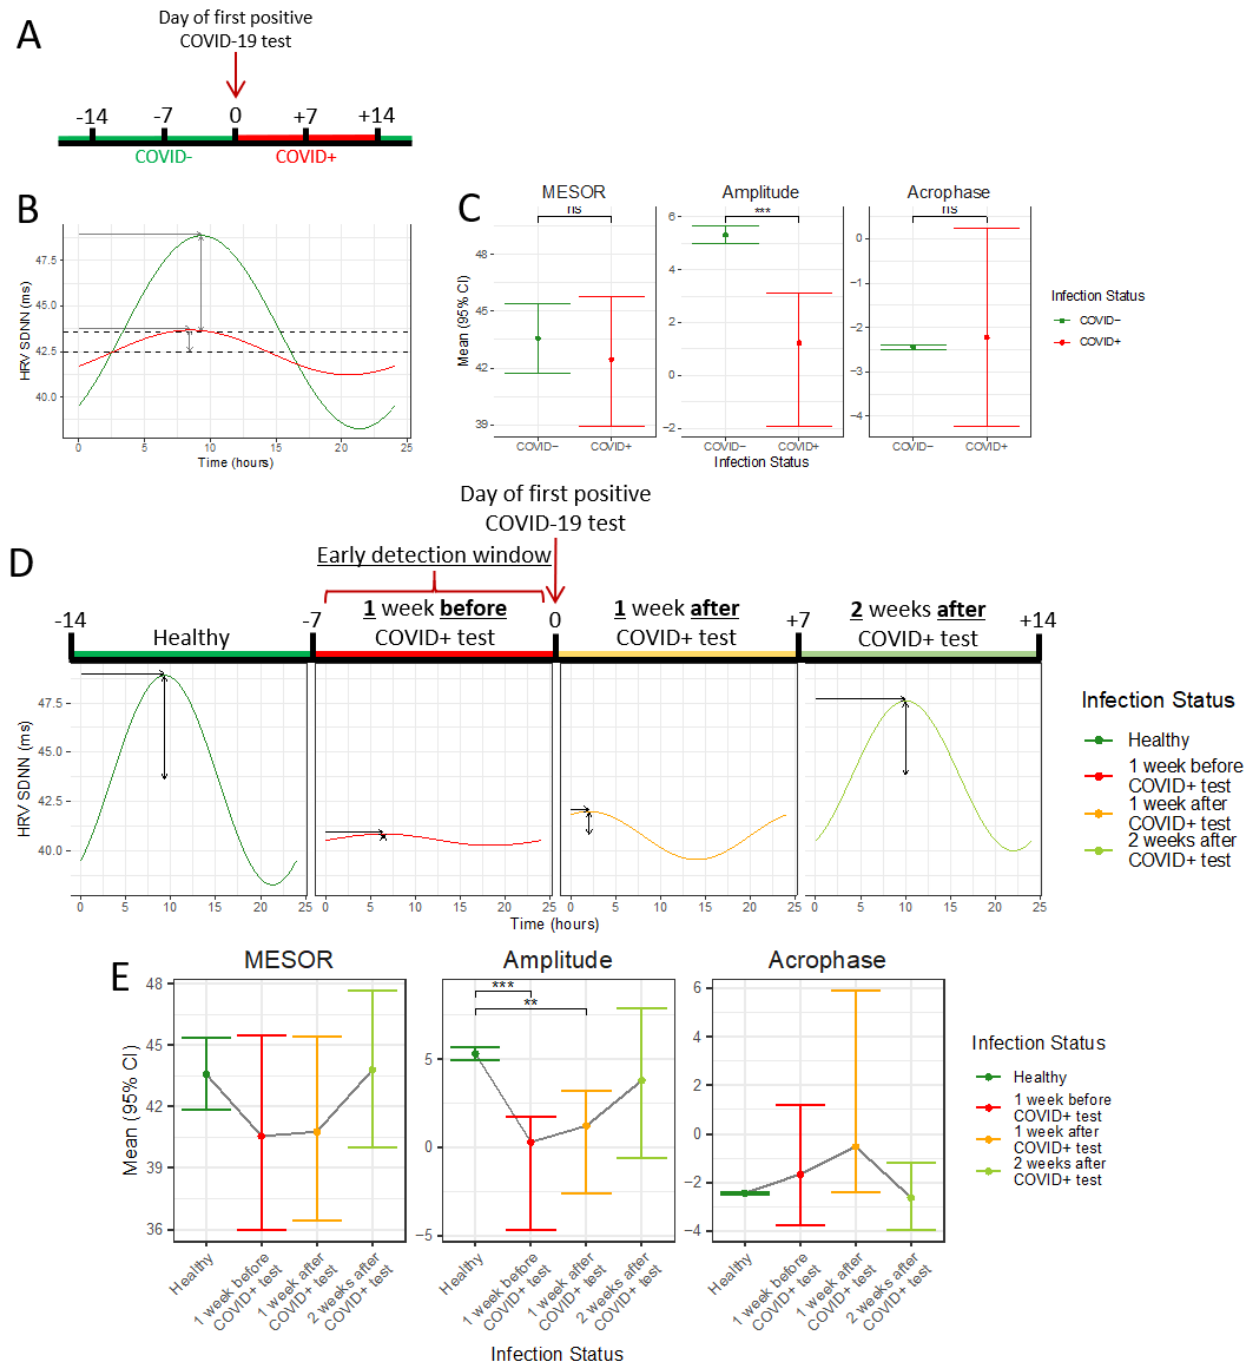 A
Day of first positive
COVID-19 test
-14 -7 0 +7 +14
COVID- COVID+
B
HRV SDNN (ms)
47.5
45.0
42.5
40.0
0 5 10 15 20 25
Time (hours)
C
MESOR Amplitude Acrophase
ns *** ns
Mean (95% CI)
48
45
42
39
6
4
2
0
−2
0
−1
−2
−3
−4
COVID− COVID+ COVID− COVID+ COVID− COVID+
Infection Status
Infection Status
COVID−
COVID+
Day of first positive
COVID-19 test
D
Early detection window
-14 -7 0 +7 +14
Healthy
1 week before
COVID+ test
1 week after
COVID+ test
2 weeks after
COVID+ test
HRV SDNN (ms)
47.5
45.0
42.5
40.0
0 5 10 15 20 25 0 5 10 15 20 25 0 5 10 15 20 25 0 5 10 15 20 25
Time (hours)
Infection Status
Healthy
1 week before
COVID+ test
1 week after
COVID+ test
2 weeks after
COVID+ test
E
MESOR Amplitude Acrophase
Mean (95% CI)
48
45
42
39
36
***
**
5
0
−5
6
4
2
0
−2
−4
Healthy
1 week before
COVID+ test
1 week after
COVID+ test
2 weeks after
COVID+ test
Healthy
1 week before
COVID+ test
1 week after
COVID+ test
2 weeks after
COVID+ test
Healthy
1 week before
COVID+ test
1 week after
COVID+ test
2 weeks after
COVID+ test
Infection Status
Infection Status
Healthy
1 week before
COVID+ test
1 week after
COVID+ test
2 weeks after
COVID+ test